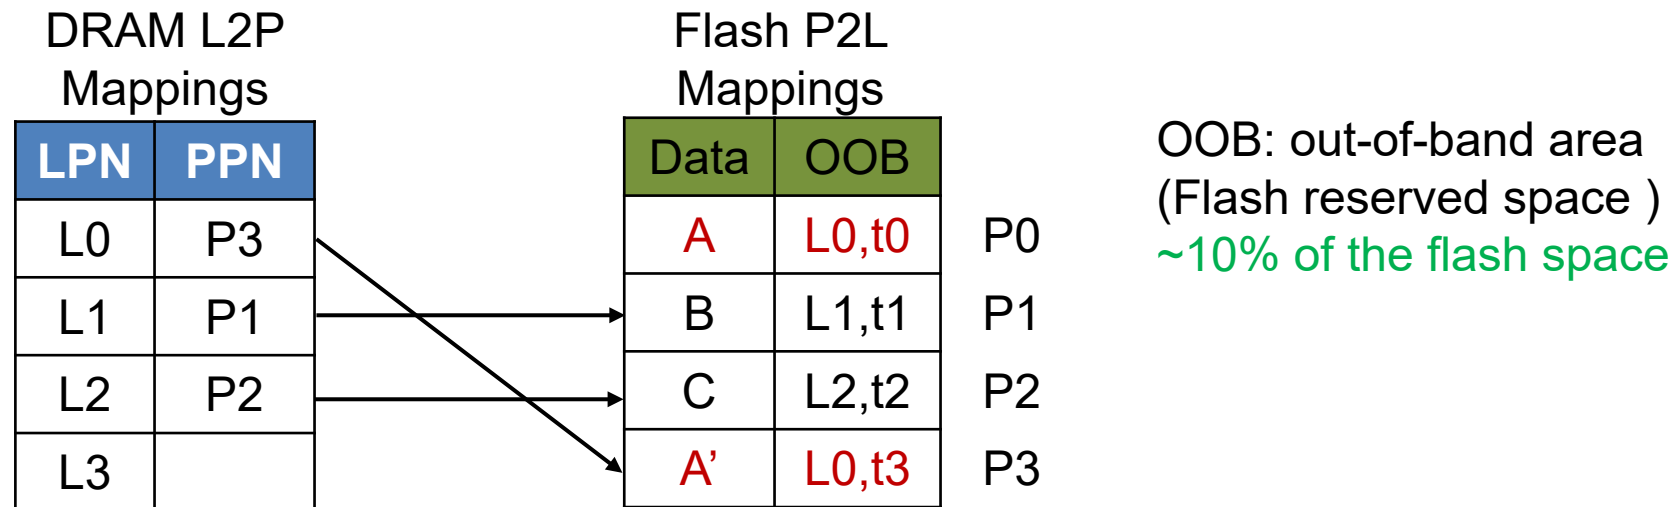 DRAM L2P
Mappings
LPN PPN
L0 P3
L1 P1
L2 P2
L3
Flash P2L
Mappings
Data OOB
A L0,t0 P0
B L1,t1 P1
C L2,t2 P2
A’ L0,t3 P3
OOB: out-of-band area
(Flash reserved space )
~10% of the flash space